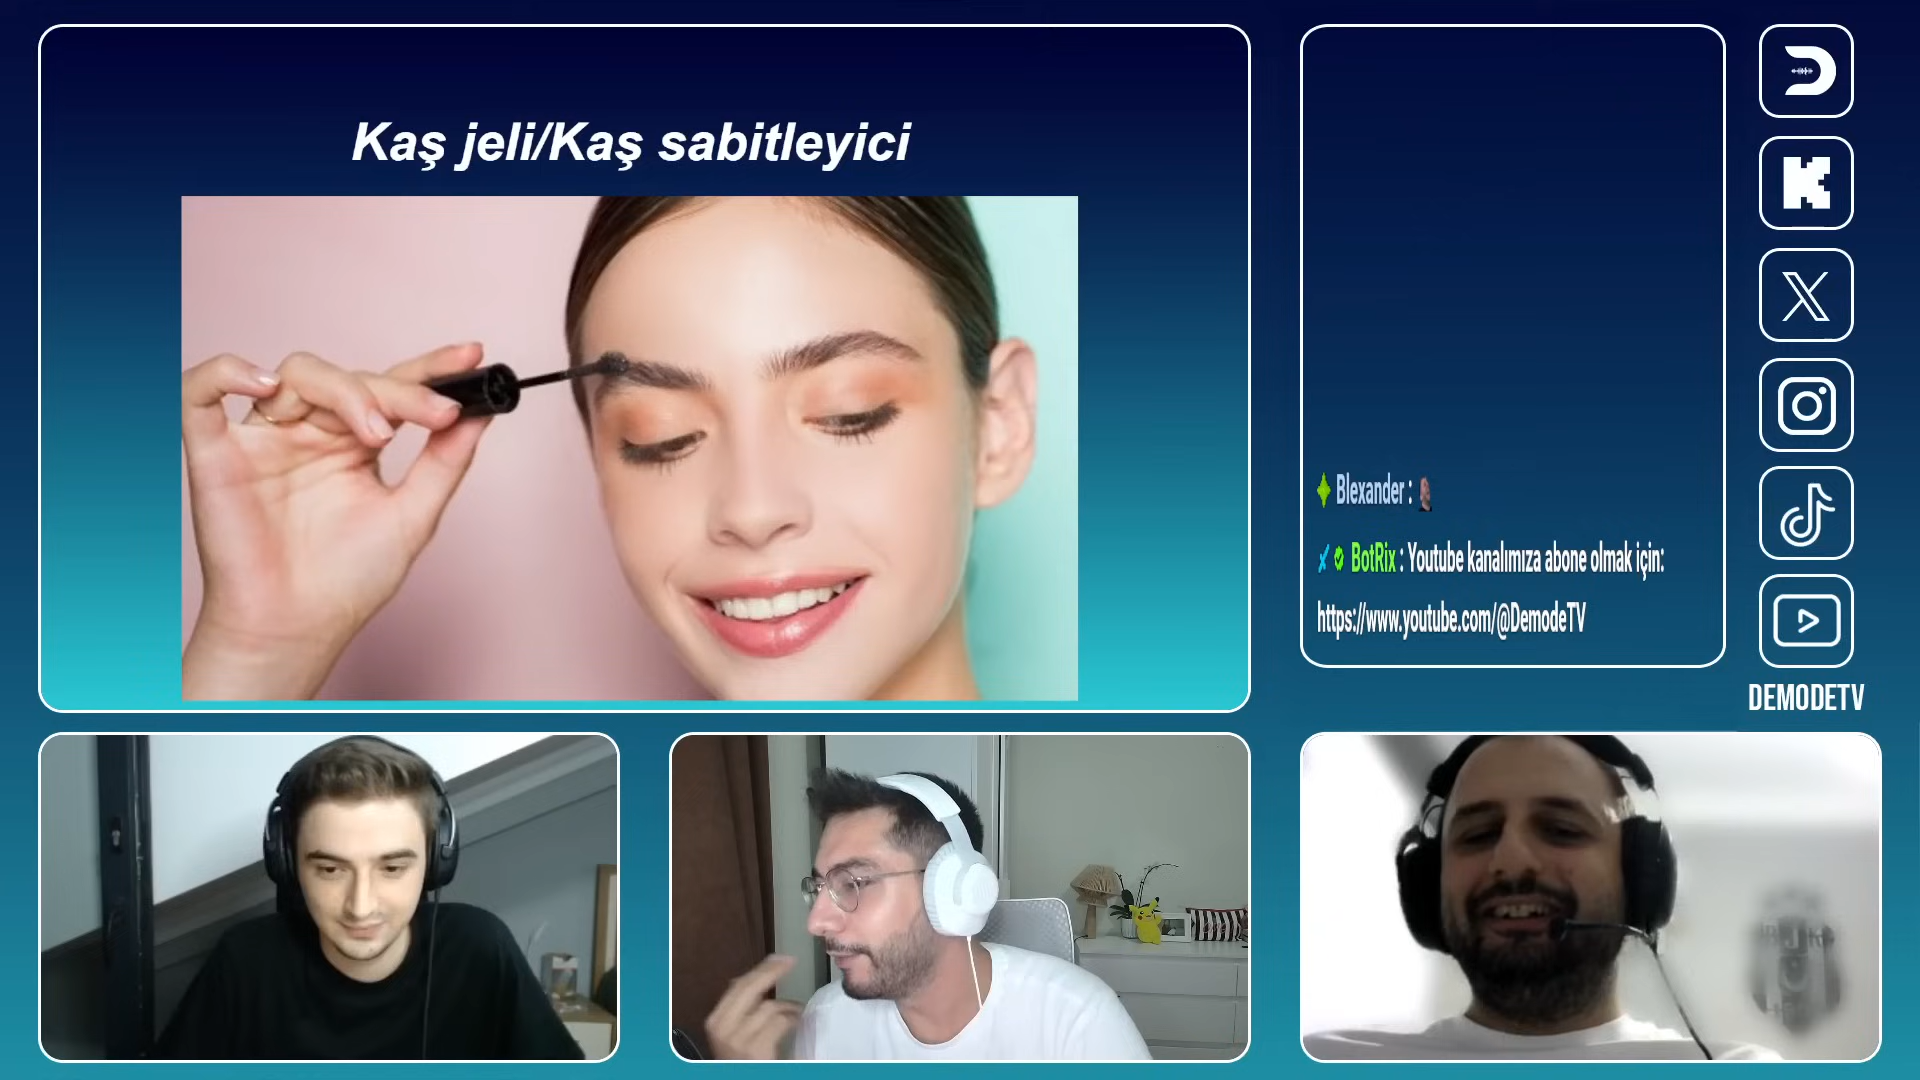 Kaş jeli/Kaş sabitleyici
Blexander :
BotRix : Youtube kanalımıza abone olmak için:
https://www.youtube.com/@DemodeTV
DEMODETV